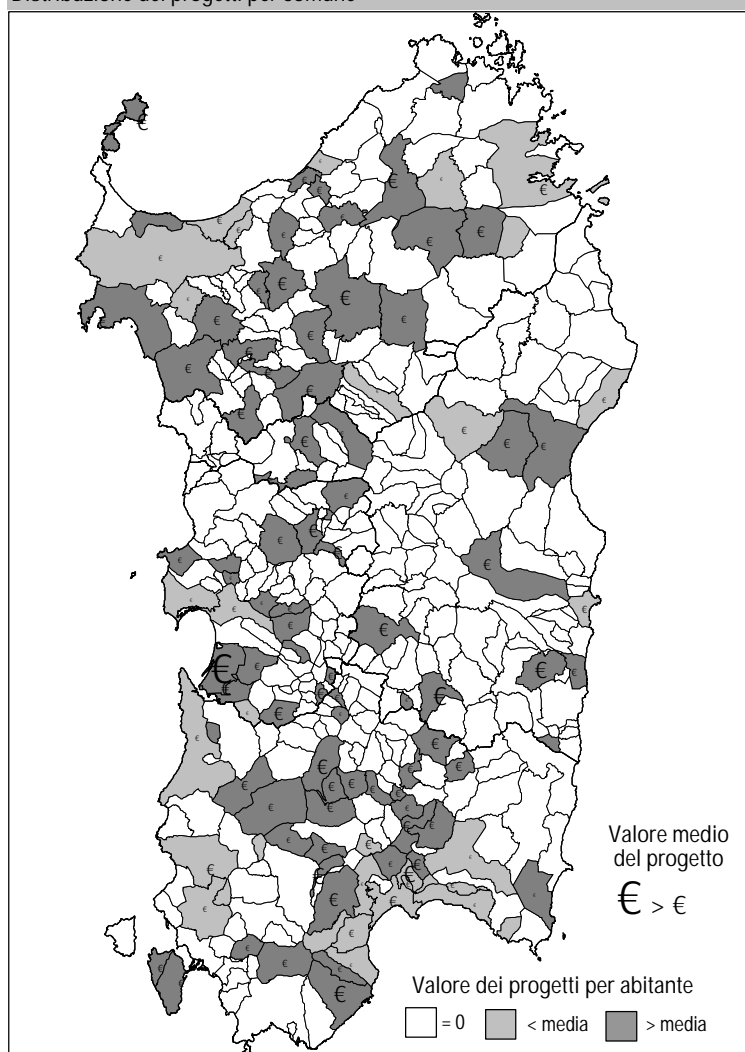 Distribuzione dei progetti per comune
Valore medio
del progetto
€ > €
Valore dei progetti per abitante
= 0 < media > media